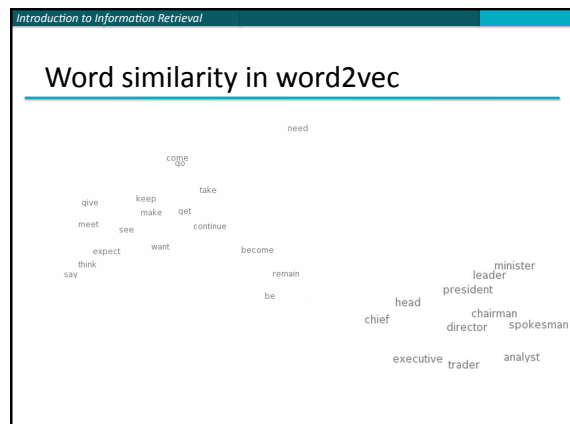 Introduction to Information Retrieval
Word similarity in word2vec
need
come
go
take
give
keep
make
get
meet
see
continue
expect
want
become
think
say
remain
be
minister
leader
president
head
chairman
chief
director
spokesman
executive
trader
analyst